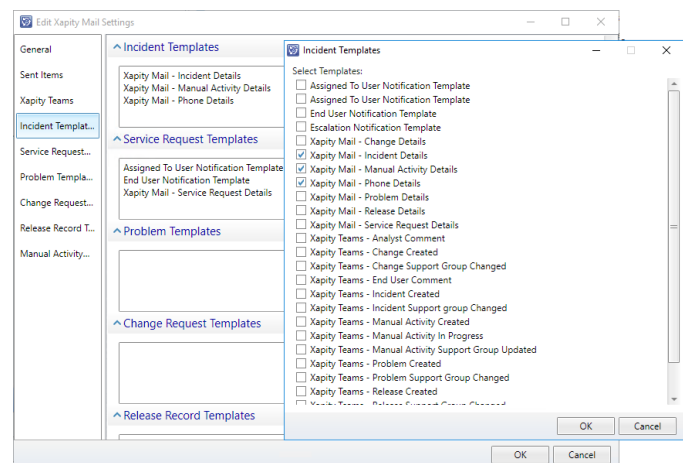 Edit Xapity Mail Settings
General
Sent Items
Xapity Teams
Incident Templat...
Service Request...
Problem Templa...
Change Request...
Release Record T...
Manual Activity...
Incident Templates
Xapity Mail - Incident Details
Xapity Mail - Manual Activity Details
Xapity Mail - Phone Details
Service Request Templates
Assigned To User Notification Template
End User Notification Template
Xapity Mail - Service Request Details
Problem Templates
Change Request Templates
Release Record Templates
OK Cancel
Incident Templates
Select Templates:
Assigned To User Notification Template
Assigned To User Notification Template
End User Notification Template
Escalation Notification Template
Xapity Mail - Change Details
Xapity Mail - Incident Details
Xapity Mail - Manual Activity Details
Xapity Mail - Phone Details
Xapity Mail - Problem Details
Xapity Mail - Release Details
Xapity Mail - Service Request Details
Xapity Teams - Analyst Comment
Xapity Teams - Change Created
Xapity Teams - Change Support Group Changed
Xapity Teams - End User Comment
Xapity Teams - Incident Created
Xapity Teams - Incident Support group Changed
Xapity Teams - Manual Activity Created
Xapity Teams - Manual Activity In Progress
Xapity Teams - Manual Activity Support Group Updated
Xapity Teams - Problem Created
Xapity Teams - Problem Support Group Changed
Xapity Teams - Release Created
Xapity Teams - Release Support Group Changed
OK Cancel